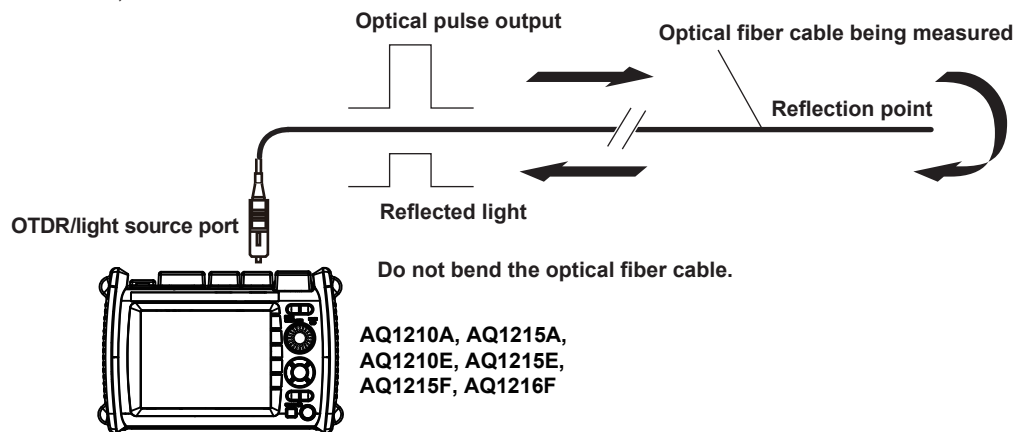 Optical pulse output
Optical fiber cable being measured
Reflection point
Reflected light
OTDR/light source port
Do not bend the optical fiber cable.
AQ1210A, AQ1215A,
AQ1210E, AQ1215E,
AQ1215F, AQ1216F